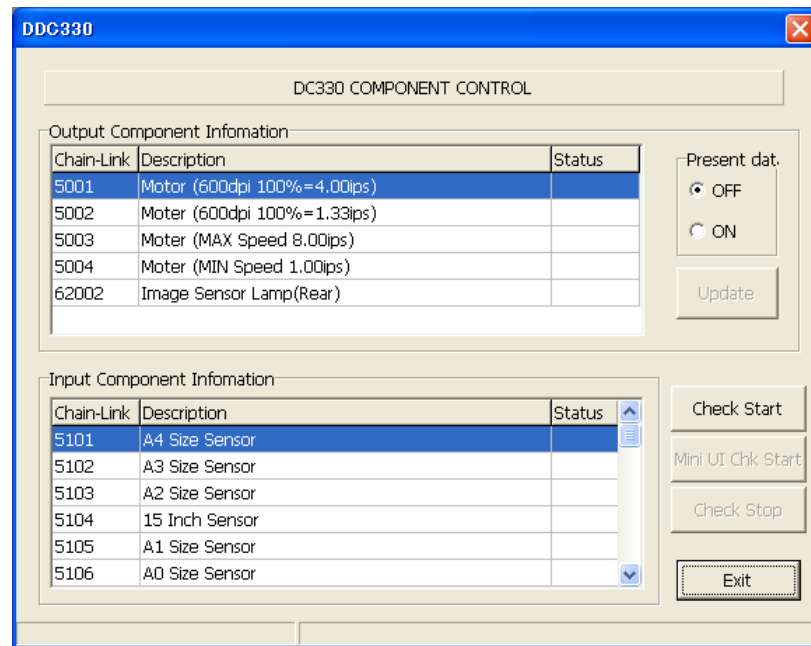 DDC330
DC330 COMPONENT CONTROL
Output Component Infomation
Chain-Link Description Status
5001 Motor (600dpi 100%=4.00ips)
5002 Moter (600dpi 100%=1.33ips)
5003 Moter (MAX Speed 8.00ips)
5004 Moter (MIN Speed 1.00ips)
62002 Image Sensor Lamp(Rear)
Present dat
OFF
ON
Update
Input Component Infomation
Chain-Link Description Status
5101 A4 Size Sensor
5102 A3 Size Sensor
5103 A2 Size Sensor
5104 15 Inch Sensor
5105 A1 Size Sensor
5106 A0 Size Sensor
Check Start
Mini UI Chk Start
Check Stop
Exit